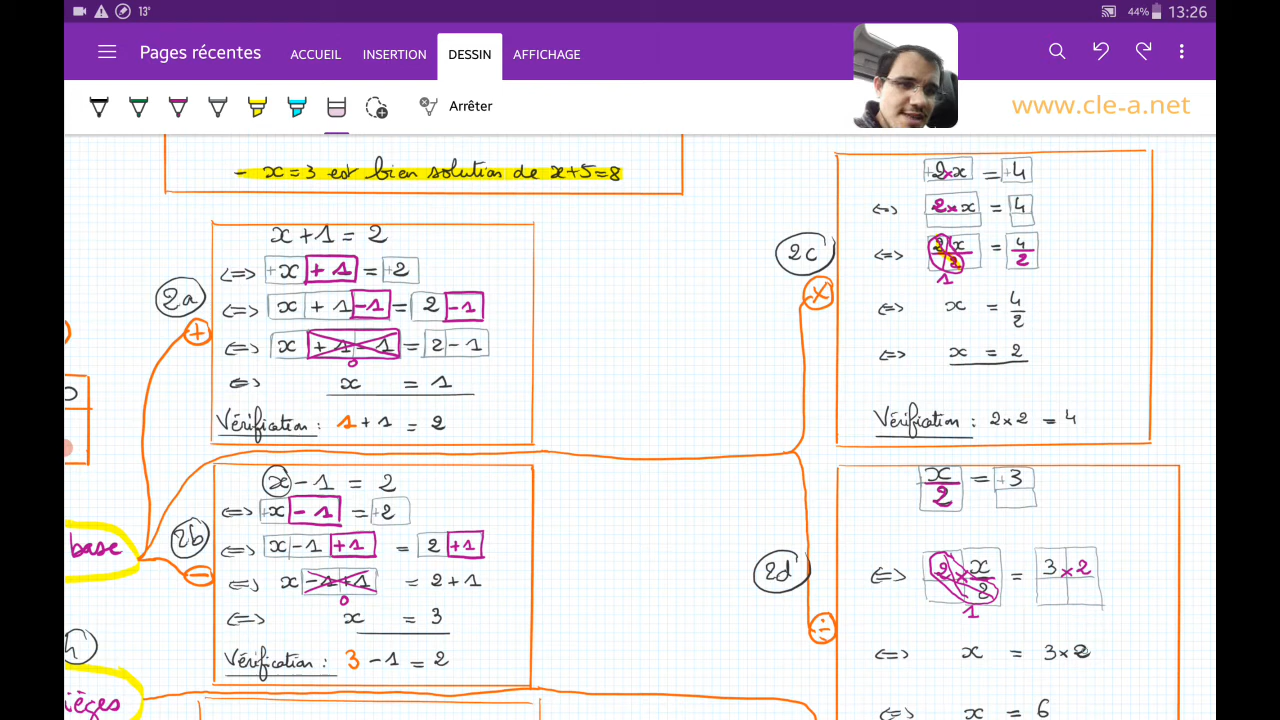 13°
44%
13:26
Pages récentes
ACCUEIL
INSERTION
DESSIN
AFFICHAGE
Arrêter
www.cle-a.net
- x=3 est bien solution de x+5=8
2a
+
x + 1 = 2
<=> +x + 1 = +2
<=> x + 1 - 1 = 2 - 1
<=> x + 1 - 1 = 2 - 1
0
<=> x = 1
Vérification : 1 + 1 = 2
2b
-
x - 1 = 2
<=> +x - 1 = +2
<=> x - 1 + 1 = 2 + 1
<=> x - 1 + 1 = 2 + 1
0
<=> x = 3
Vérification : 3 - 1 = 2
base
ièges
2c
×
+2×x = +4
<=> 2×x = 4
<=> 2 x / 2 = 4/2
1
<=> x = 4/2
<=> x = 2
Vérification : 2×2 = 4
2d
÷
x/2 = +3
<=> 2 × x/2 = 3 × 2
1
<=> x = 3×2
<=> x = 6